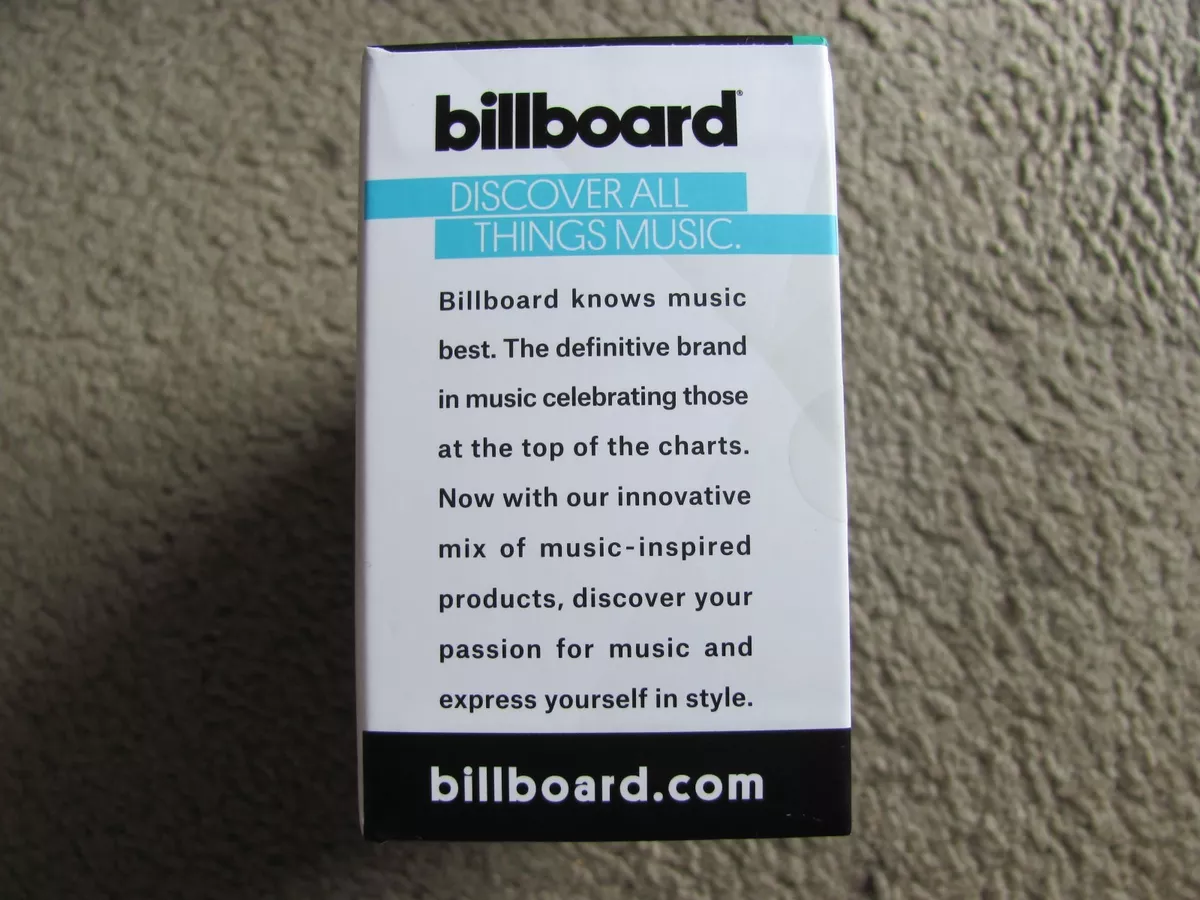 billboard®
DISCOVER ALL
THINGS MUSIC.
Billboard knows music
best. The definitive brand
in music celebrating those
at the top of the charts.
Now with our innovative
mix of music-inspired
products, discover your
passion for music and
express yourself in style.
billboard.com